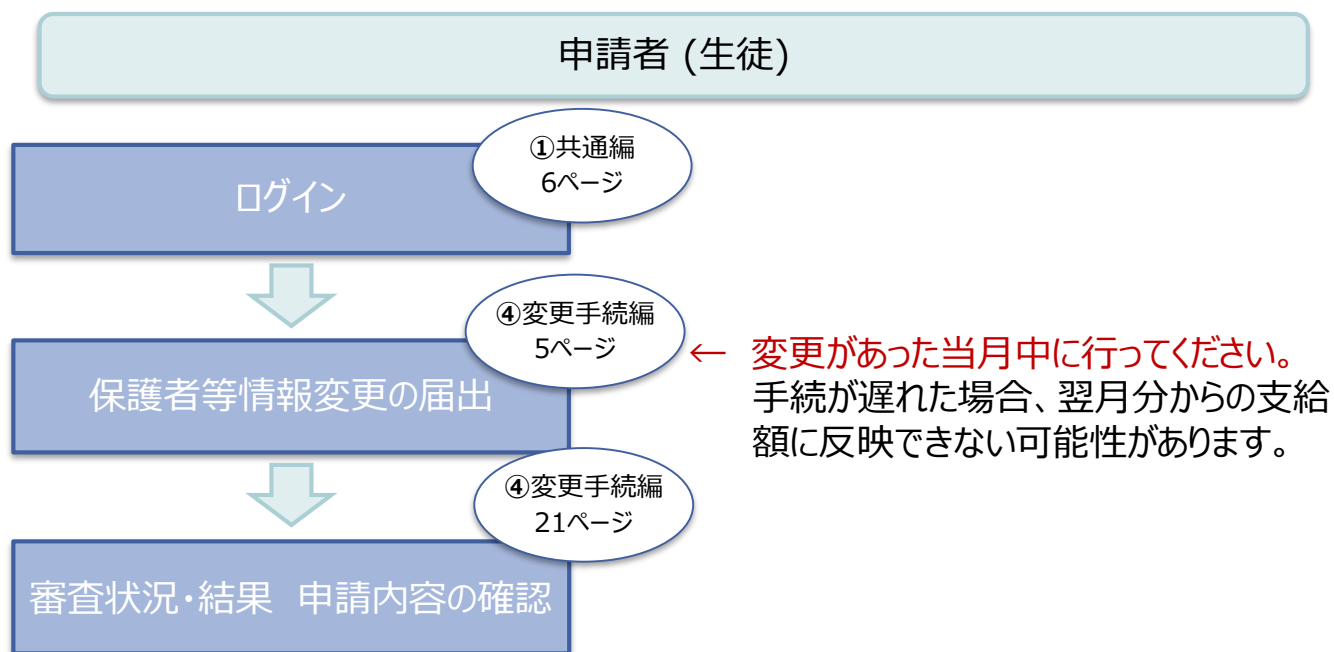 申請者 (生徒)
①共通編
6ページ
ログイン
④変更手続編
5ページ
保護者等情報変更の届出
← 変更があった当月中に行ってください。
手続が遅れた場合、翌月分からの支給
額に反映できない可能性があります。
④変更手続編
21ページ
審査状況・結果　申請内容の確認